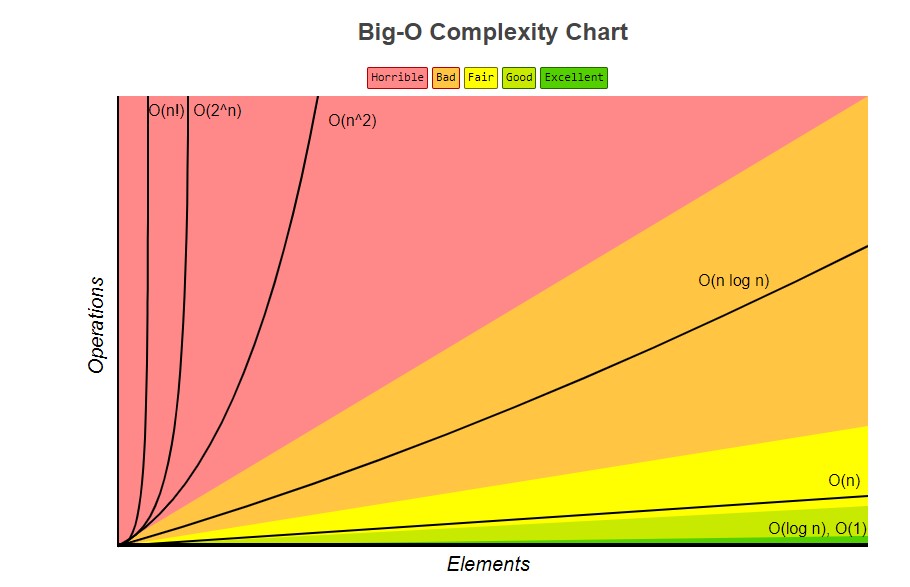 Big-O Complexity Chart
Horrible Bad Fair Good Excellent
O(n!) O(2^n)
O(n^2)
O(n log n)
Operations
O(n)
O(log n), O(1)
Elements